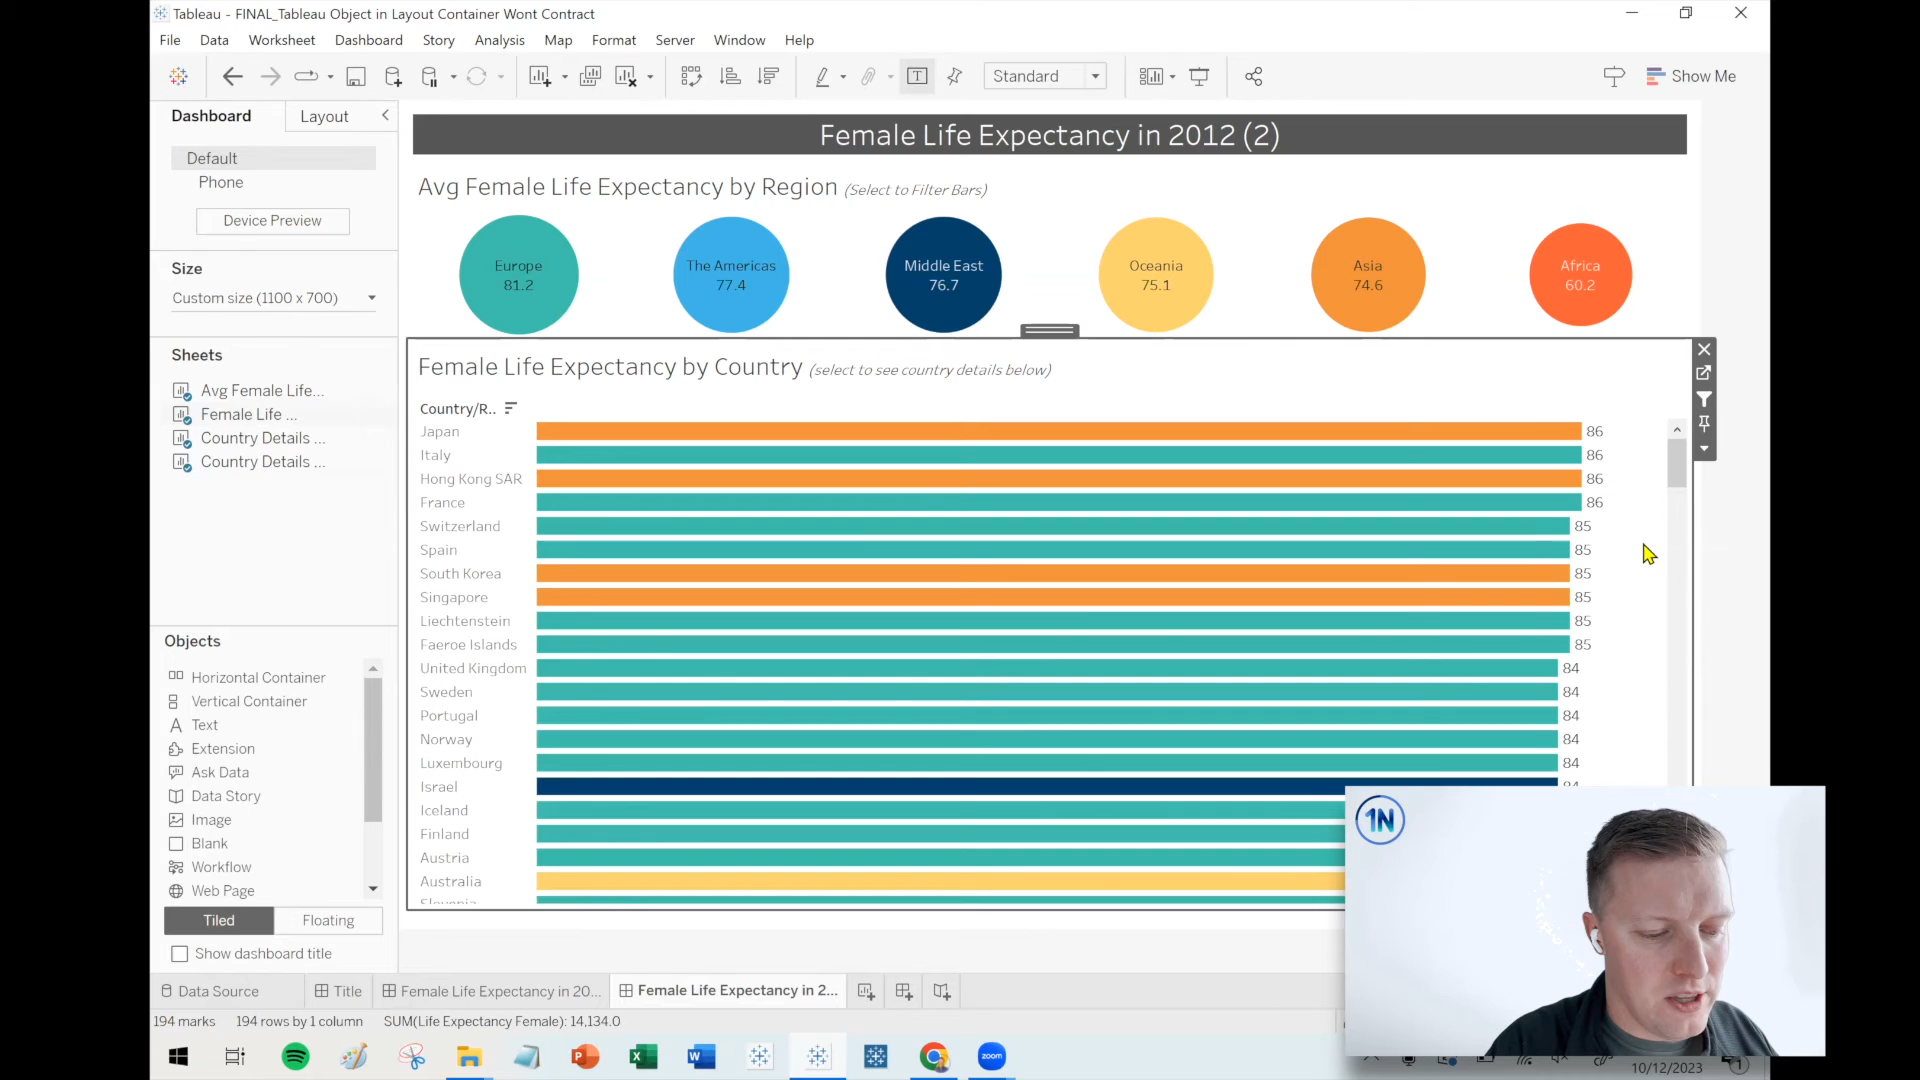 Tableau - FINAL_Tableau Object in Layout Container Wont Contract
File Data Worksheet Dashboard Story Analysis Map Format Server Window Help
Standard
Show Me
Dashboard Layout
Default
Phone
Device Preview
Size
Custom size (1100 x 700)
Sheets
Avg Female Life...
Female Life ...
Country Details ...
Country Details ...
Objects
Horizontal Container
Vertical Container
Text
Extension
Ask Data
Data Story
Image
Blank
Workflow
Web Page
Tiled Floating
Show dashboard title
Female Life Expectancy in 2012 (2)
Avg Female Life Expectancy by Region (Select to Filter Bars)
Europe
81.2
The Americas
77.4
Middle East
76.7
Oceania
75.1
Asia
74.6
Africa
60.2
Female Life Expectancy by Country (select to see country details below)
Country/R..
Japan 86
Italy 86
Hong Kong SAR 86
France 86
Switzerland 85
Spain 85
South Korea 85
Singapore 85
Liechtenstein 85
Faeroe Islands 85
United Kingdom 84
Sweden 84
Portugal 84
Norway 84
Luxembourg 84
Israel
Iceland
Finland
Austria
Australia
1N
Data Source Title Female Life Expectancy in 20... Female Life Expectancy in 2...
194 marks 194 rows by 1 column SUM(Life Expectancy Female): 14,134.0
zoom
10/12/2023